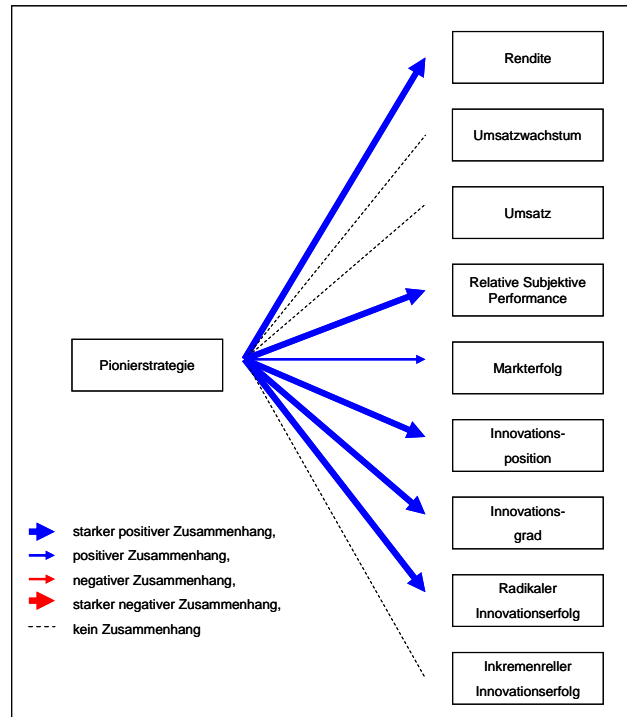 Rendite
Umsatzwachstum
Umsatz
Relative Subjektive
Performance
Pionierstrategie
Markterfolg
Innovations-
position
Innovations-
grad
Radikaler
Innovationserfolg
Inkremenreller
Innovationserfolg
starker positiver Zusammenhang,
positiver Zusammenhang,
negativer Zusammenhang,
starker negativer Zusammenhang,
kein Zusammenhang